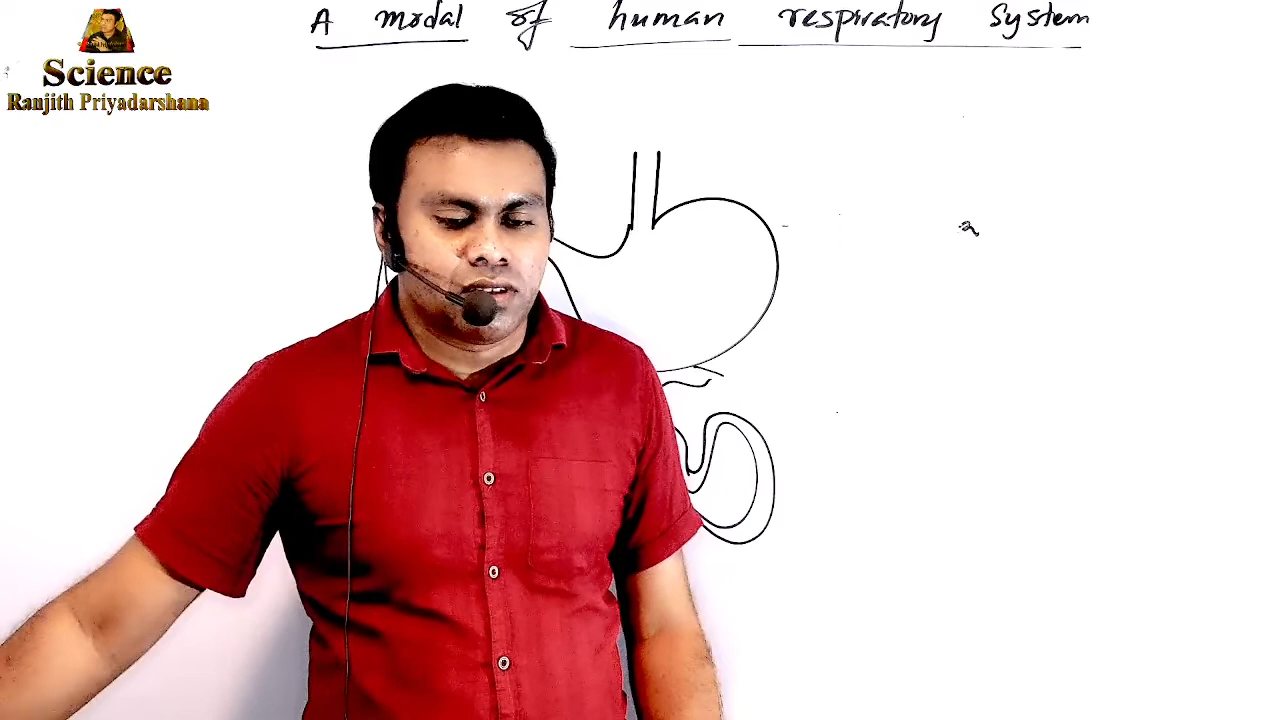 A modal of human respiratory system
Science
Ranjith Priyadarshana